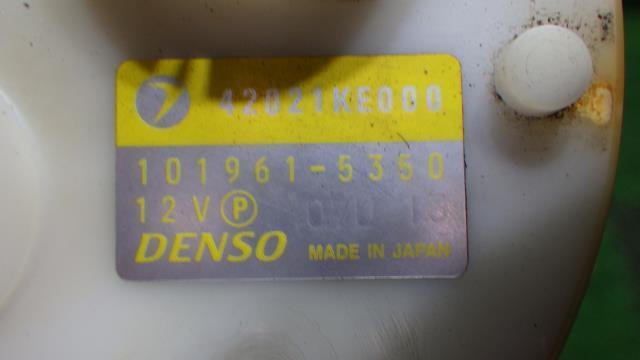 42021KE000
101961-5350
12V P
DENSO MADE IN JAPAN